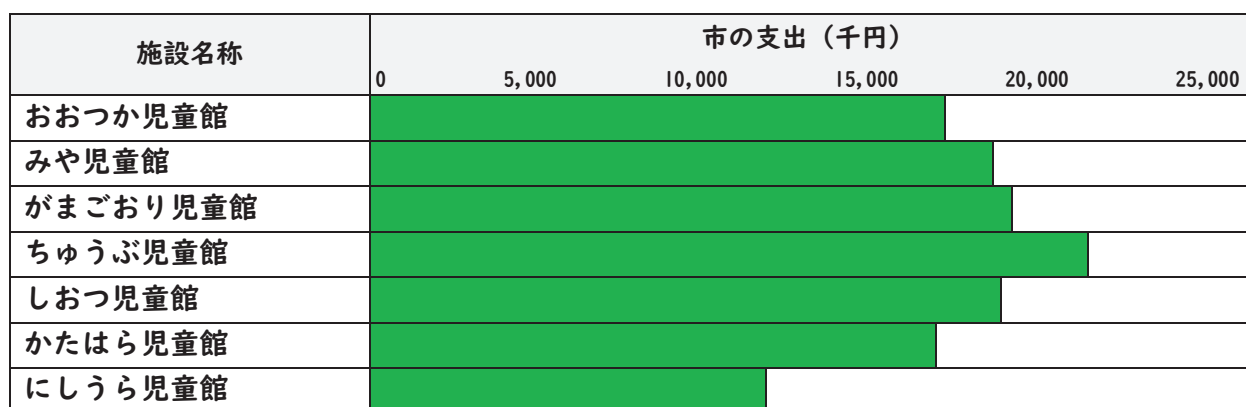 施設名称
市の支出（千円）
0 5,000 10,000 15,000 20,000 25,000
おおつか児童館
みや児童館
がまごおり児童館
ちゅうぶ児童館
しおつ児童館
かたはら児童館
にしうら児童館